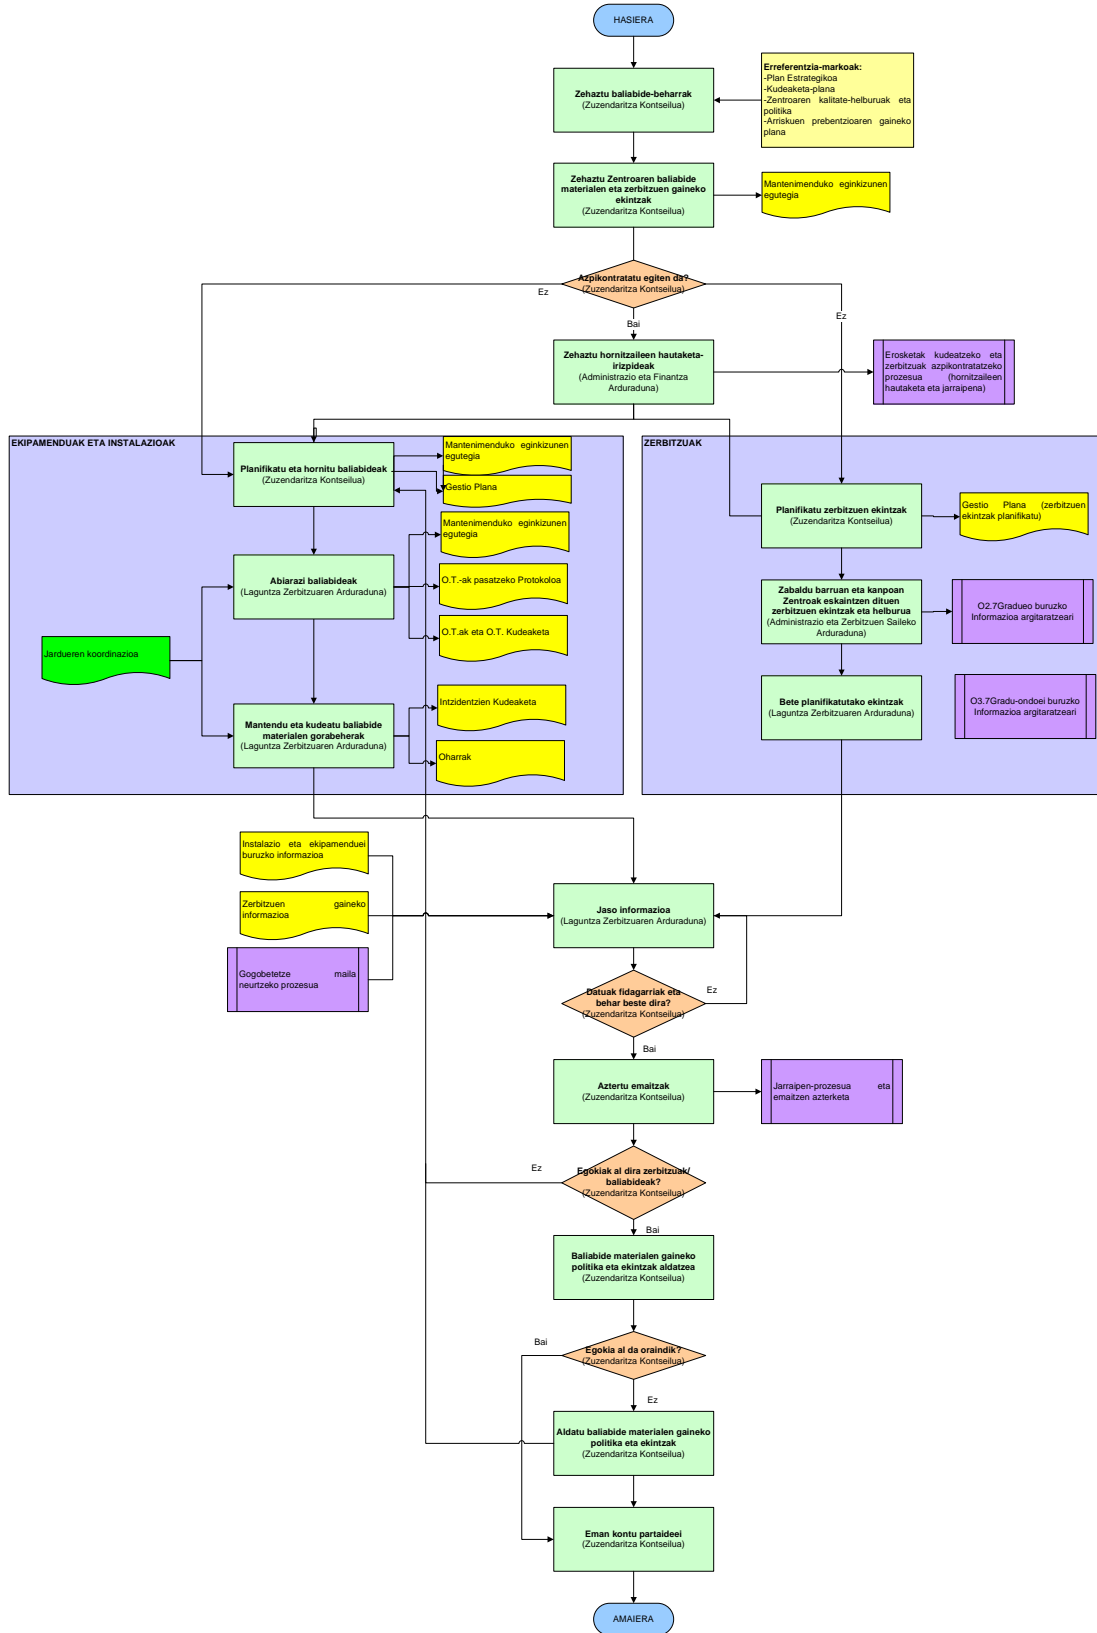 HASIERA
Zehaztu baliabide-beharrak
(Zuzendaritza Kontseilua)
Erreferentzia-markoak:
-Plan Estrategikoa
-Kudeaketa-plana
-Zentroaren kalitate-helburuak eta
politika
-Arriskuen prebentzioaren gaineko
plana
Zehaztu Zentroaren baliabide
materialen eta zerbitzuen gaineko
ekintzak
(Zuzendaritza Kontseilua)
Mantenimenduko eginkizunen
egutegia
Azpikontratatu egiten da?
(Zuzendaritza Kontseilua)
Ez
Bai
Ez
Zehaztu hornitzaileen hautaketa-
irizpideak
(Administrazio eta Finantza
Arduraduna)
Erosketak kudeatzeko eta
zerbitzuak azpikontratatzeko
prozesua (hornitzaileen
hautaketa eta jarraipena)
EKIPAMENDUAK ETA INSTALAZIOAK
Planifikatu eta hornitu baliabideak
(Zuzendaritza Kontseilua)
Mantenimenduko eginkizunen
egutegia
Gestio Plana
Abiarazi baliabideak
(Laguntza Zerbitzuaren Arduraduna)
Mantenimenduko eginkizunen
egutegia
O.T.-ak pasatzeko Protokoloa
O.T.ak eta O.T. Kudeaketa
Jardueren koordinazioa
Mantendu eta kudeatu baliabide
materialen gorabeherak
(Laguntza Zerbitzuaren Arduraduna)
Intzidentzien Kudeaketa
Oharrak
ZERBITZUAK
Planifikatu zerbitzuen ekintzak
(Zuzendaritza Kontseilua)
Gestio Plana (zerbitzuen
ekintzak planifikatu)
Zabaldu barruan eta kanpoan
Zentroak eskaintzen dituen
zerbitzuen ekintzak eta helburua
(Administrazio eta Zerbitzuen Saileko
Arduraduna)
O2.7Gradueo buruzko
Informazioa argitaratzeari
Bete planifikatutako ekintzak
(Laguntza Zerbitzuaren Arduraduna)
O3.7Gradu-ondoei buruzko
Informazioa argitaratzeari
Instalazio eta ekipamenduei
buruzko informazioa
Zerbitzuen gaineko
informazioa
Gogobetetze maila
neurtzeko prozesua
Jaso informazioa
(Laguntza Zerbitzuaren Arduraduna)
Datuak fidagarriak eta
behar beste dira?
(Zuzendaritza Kontseilua)
Ez
Bai
Aztertu emaitzak
(Zuzendaritza Kontseilua)
Jarraipen-prozesua eta
emaitzen azterketa
Ez
Egokiak al dira zerbitzuak/
baliabideak?
(Zuzendaritza Kontseilua)
Bai
Baliabide materialen gaineko
politika eta ekintzak aldatzea
(Zuzendaritza Kontseilua)
Bai
Egokia al da oraindik?
(Zuzendaritza Kontseilua)
Ez
Aldatu baliabide materialen gaineko
politika eta ekintzak
(Zuzendaritza Kontseilua)
Eman kontu partaideei
(Zuzendaritza Kontseilua)
AMAIERA